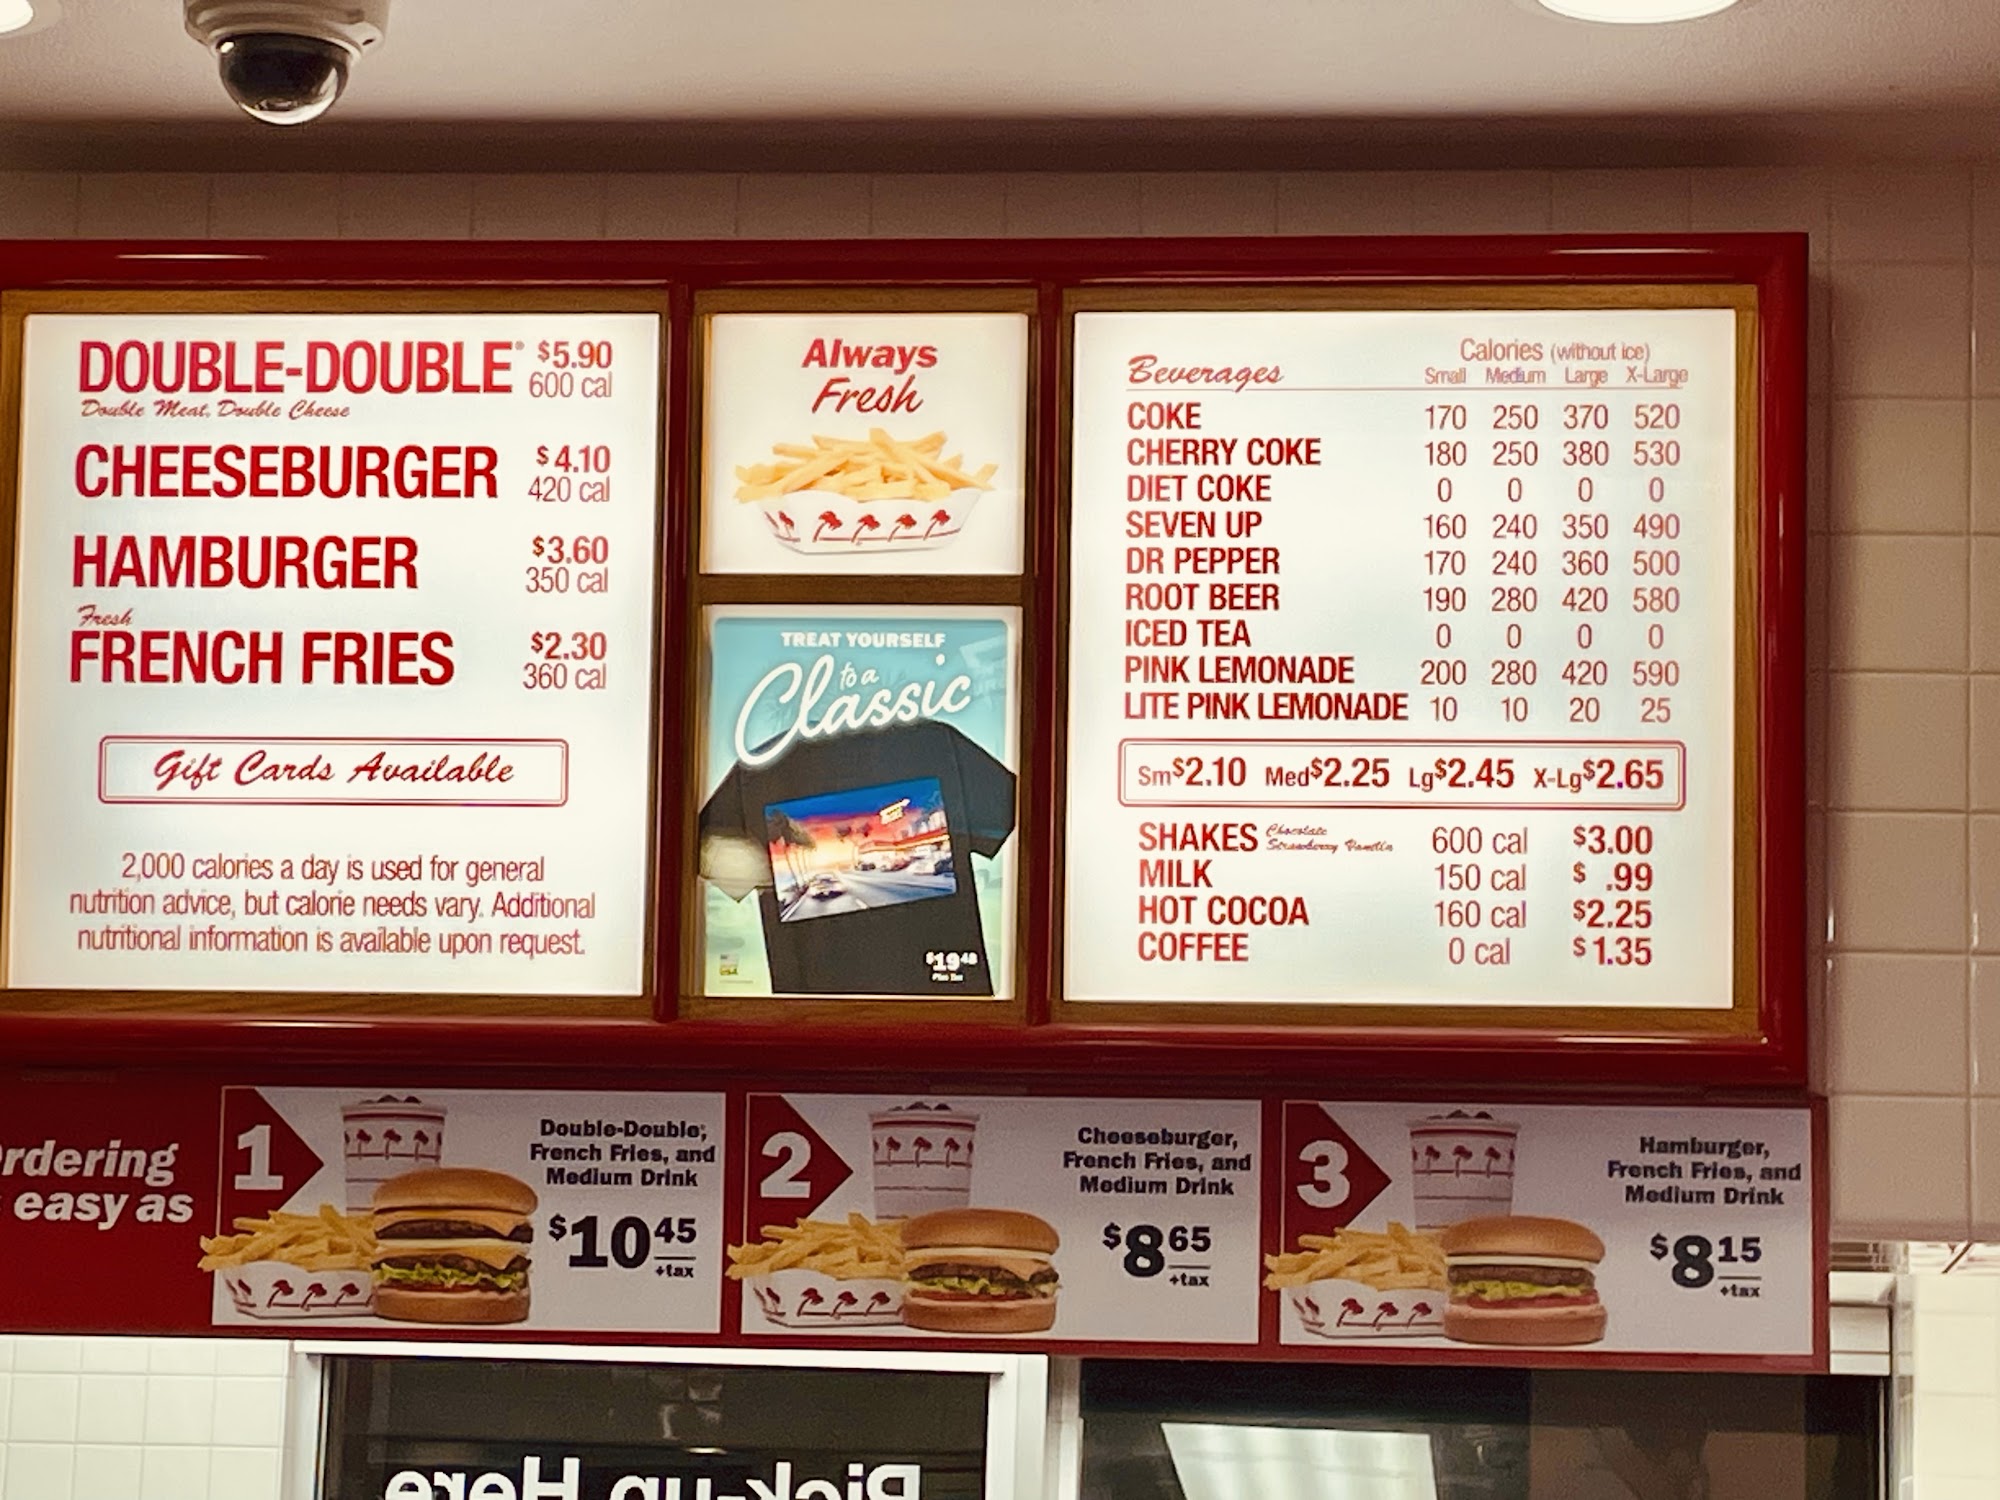 DOUBLE-DOUBLE® $5.90
Double Meat, Double Cheese 600 cal
CHEESEBURGER $4.10
420 cal
HAMBURGER $3.60
350 cal
Fresh
FRENCH FRIES $2.30
360 cal
Gift Cards Available
2,000 calories a day is used for general
nutrition advice, but calorie needs vary. Additional
nutritional information is available upon request.
Always
Fresh
TREAT YOURSELF
to a
Classic
$19.48
Plus tax
Calories (without ice)
Beverages Small Medium Large X-Large
COKE 170 250 370 520
CHERRY COKE 180 250 380 530
DIET COKE 0 0 0 0
SEVEN UP 160 240 350 490
DR PEPPER 170 240 360 500
ROOT BEER 190 280 420 580
ICED TEA 0 0 0 0
PINK LEMONADE 200 280 420 590
LITE PINK LEMONADE 10 10 20 25
Sm$2.10 Med$2.25 Lg$2.45 X-Lg$2.65
SHAKES Chocolate Strawberry Vanilla 600 cal $3.00
MILK 150 cal $ .99
HOT COCOA 160 cal $2.25
COFFEE 0 cal $1.35
rdering
easy as
1
Double-Double®,
French Fries, and
Medium Drink
$10 45
+tax
2
Cheeseburger,
French Fries, and
Medium Drink
$8 65
+tax
3
Hamburger,
French Fries, and
Medium Drink
$8 15
+tax
Pick-up Here